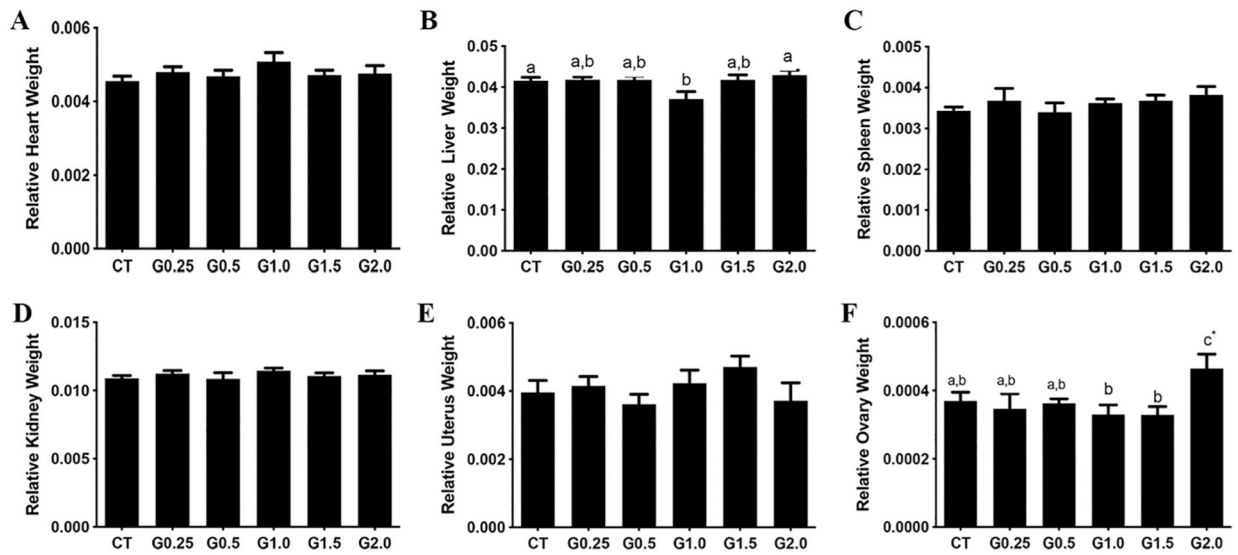 A
Relative Heart Weight
0.006
0.004
0.002
0.000
CT G0.25 G0.5 G1.0 G1.5 G2.0
B
Relative Liver Weight
0.05
0.04
0.03
0.02
0.01
0.00
a a,b a,b b a,b a
CT G0.25 G0.5 G1.0 G1.5 G2.0
C
Relative Spleen Weight
0.005
0.004
0.003
0.002
0.001
0.000
CT G0.25 G0.5 G1.0 G1.5 G2.0
D
Relative Kidney Weight
0.015
0.010
0.005
0.000
CT G0.25 G0.5 G1.0 G1.5 G2.0
E
Relative Uterus Weight
0.006
0.004
0.002
0.000
CT G0.25 G0.5 G1.0 G1.5 G2.0
F
Relative Ovary Weight
0.0006
0.0004
0.0002
0.0000
a,b a,b a,b b b c*
CT G0.25 G0.5 G1.0 G1.5 G2.0